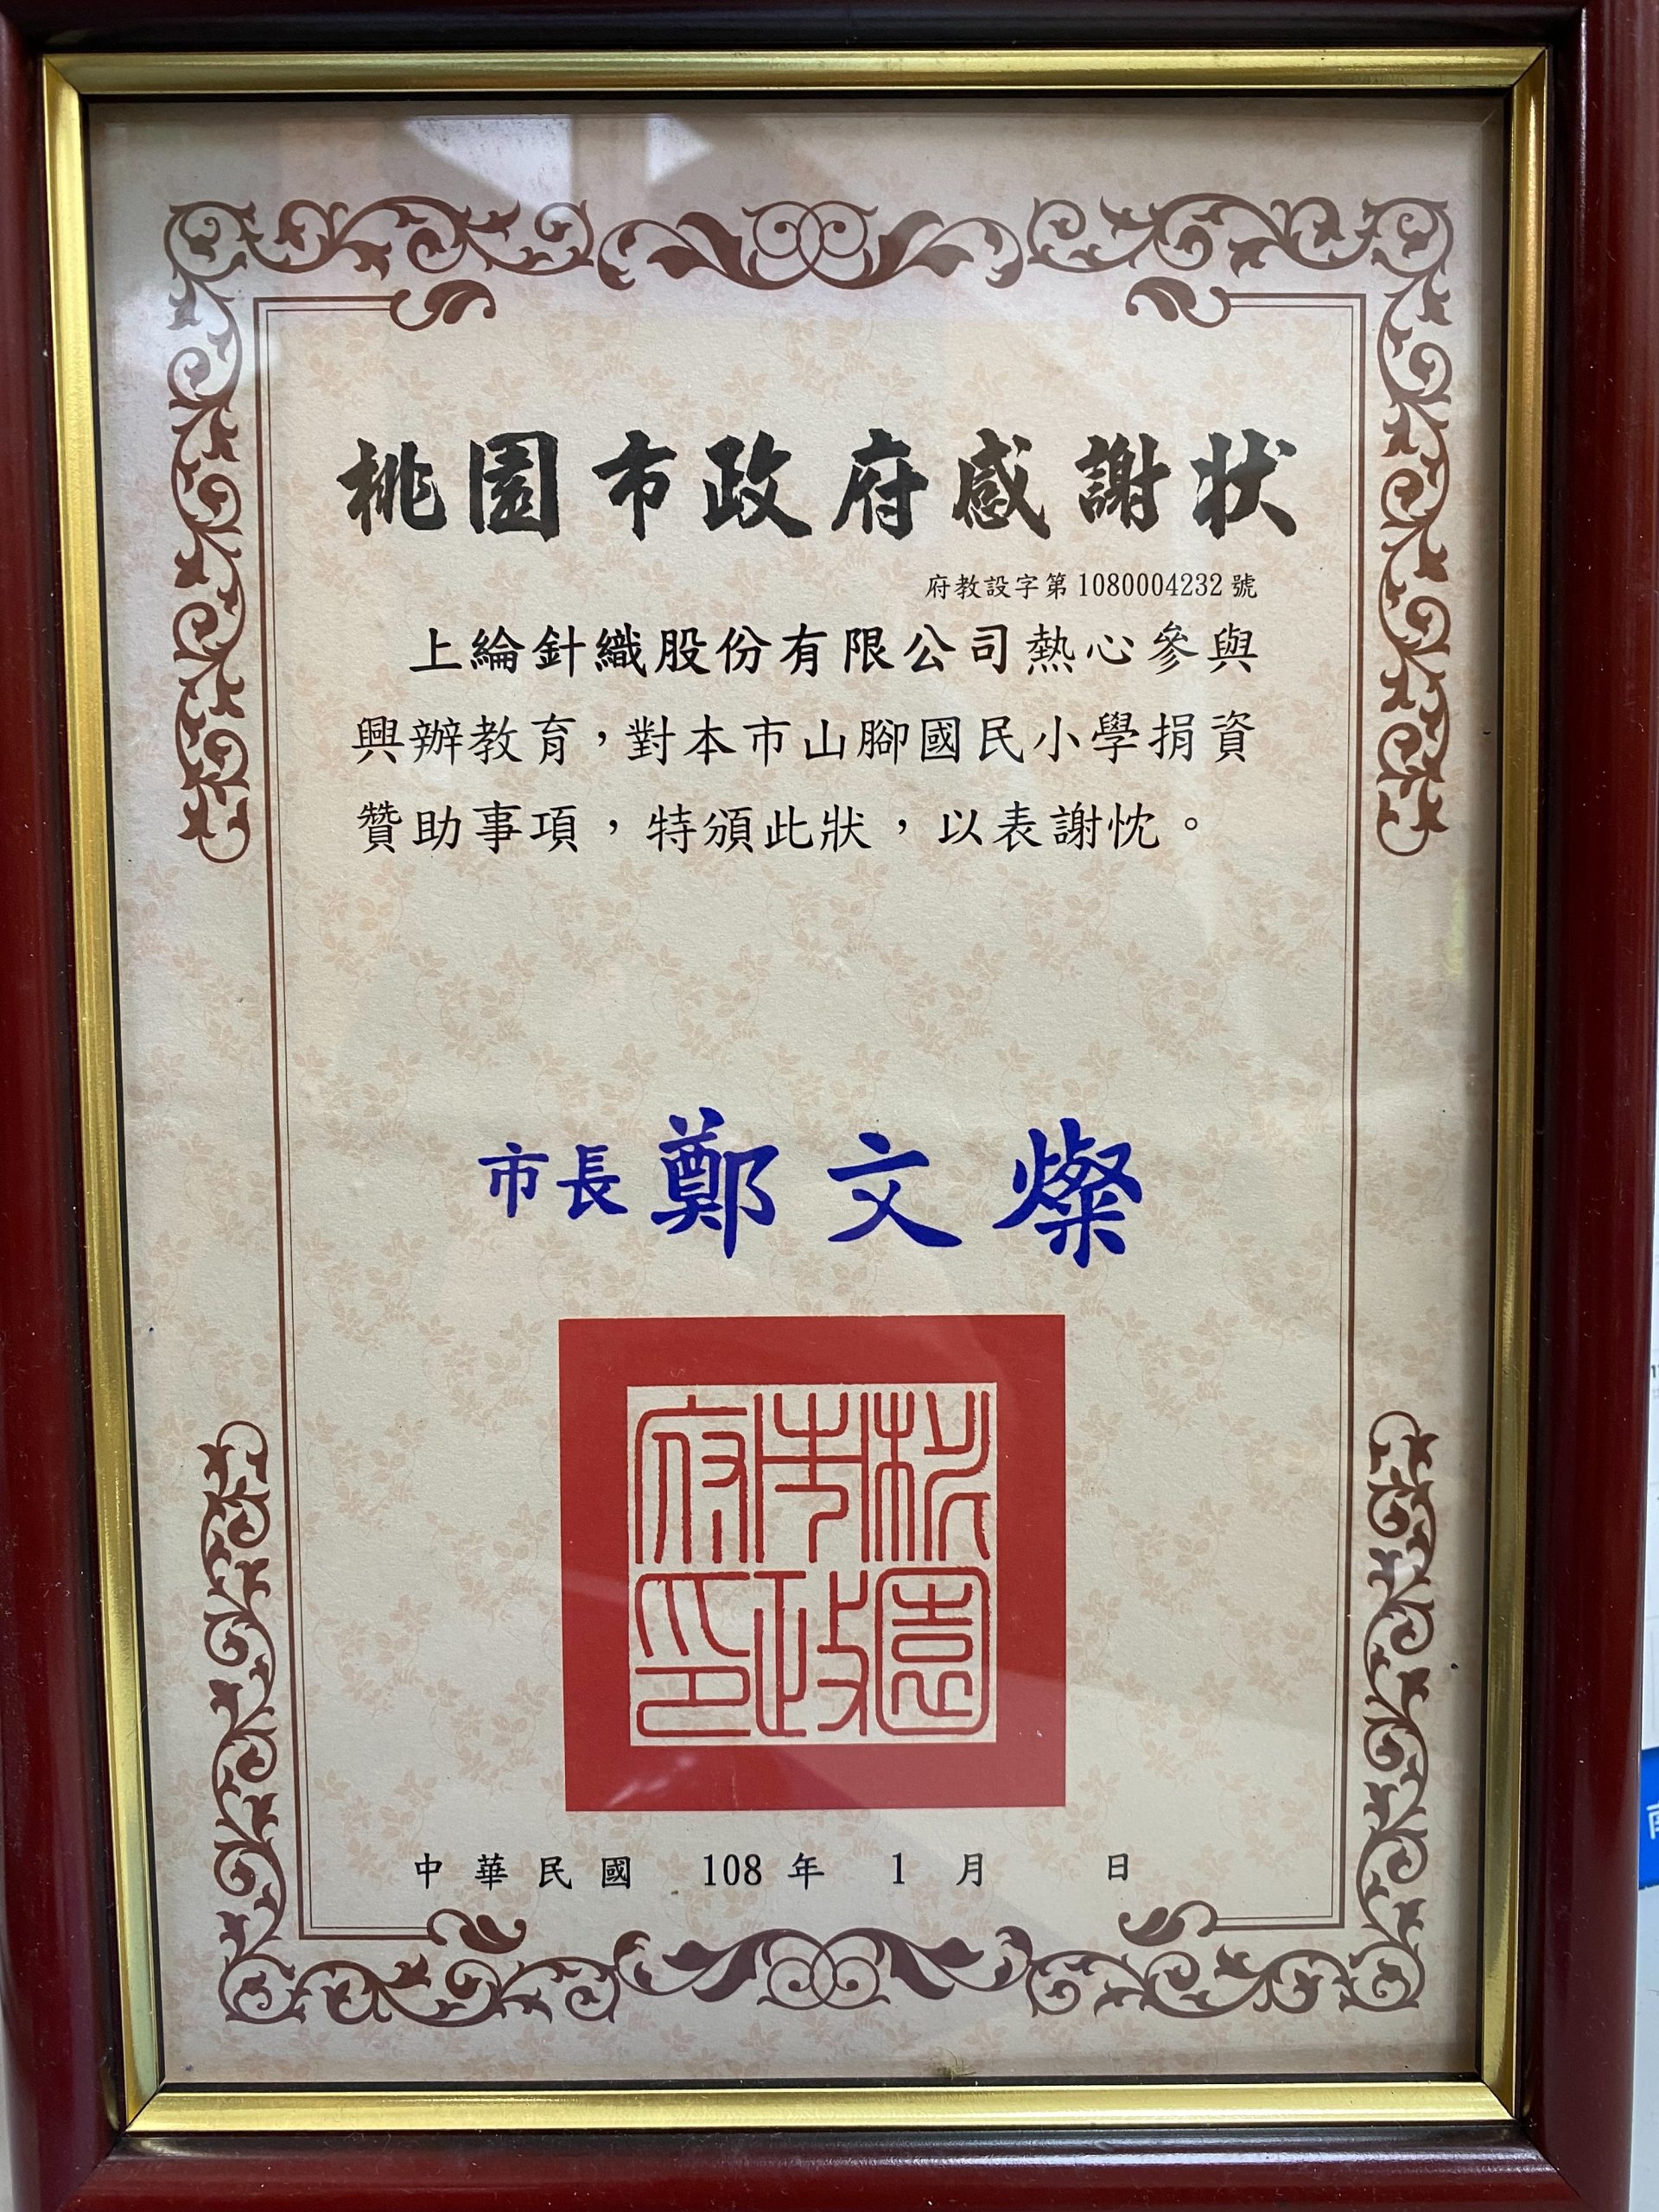 桃園市政府感謝狀
府教設字第1080004232號
上綸針織股份有限公司熱心參與
興辦教育，對本市山腳國民小學捐資
贊助事項，特頒此狀，以表謝忱。
市長 鄭文燦
桃園市政府印
中華民國 108 年 1 月 日